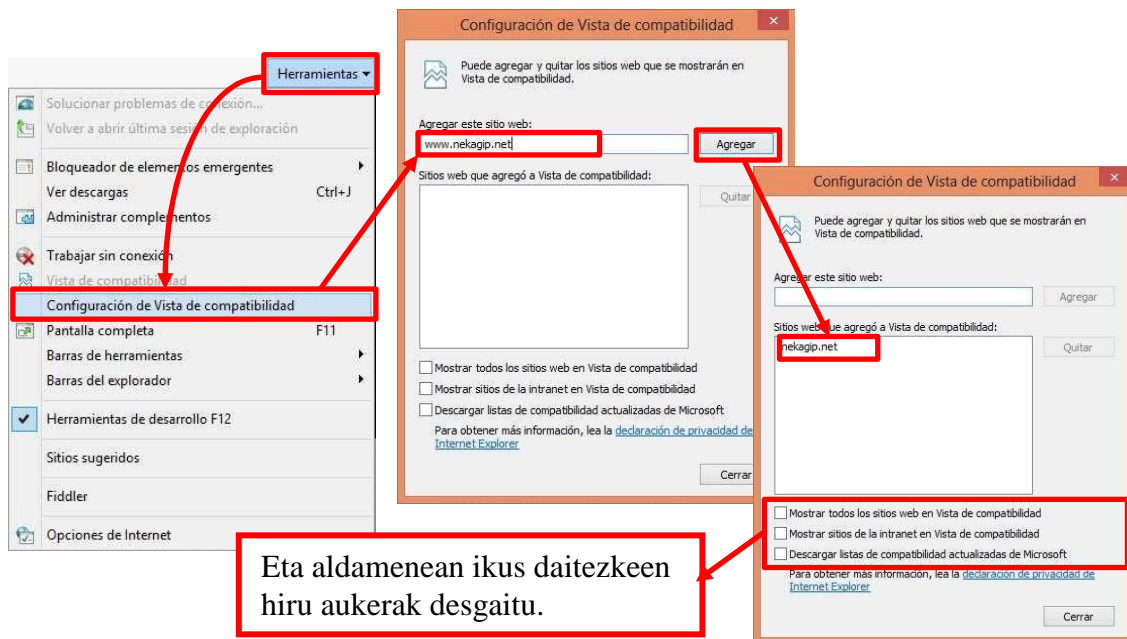 Herramientas
Solucionar problemas de conexión...
Volver a abrir última sesión de exploración
Bloqueador de elementos emergentes
Ver descargas Ctrl+J
Administrar complementos
Trabajar sin conexión
Vista de compatibilidad
Configuración de Vista de compatibilidad
Pantalla completa F11
Barras de herramientas
Barras del explorador
Herramientas de desarrollo F12
Sitios sugeridos
Fiddler
Opciones de Internet
Configuración de Vista de compatibilidad
Puede agregar y quitar los sitios web que se mostrarán en
Vista de compatibilidad.
Agregar este sitio web:
www.nekagip.net Agregar
Sitios web que agregó a Vista de compatibilidad:
Quitar
Mostrar todos los sitios web en Vista de compatibilidad
Mostrar sitios de la intranet en Vista de compatibilidad
Descargar listas de compatibilidad actualizadas de Microsoft
Para obtener más información, lea la declaración de privacidad de
Internet Explorer
Cerrar
Configuración de Vista de compatibilidad
Puede agregar y quitar los sitios web que se mostrarán en
Vista de compatibilidad.
Agregar este sitio web:
Agregar
Sitios web que agregó a Vista de compatibilidad:
nekagip.net Quitar
Mostrar todos los sitios web en Vista de compatibilidad
Mostrar sitios de la intranet en Vista de compatibilidad
Descargar listas de compatibilidad actualizadas de Microsoft
Para obtener más información, lea la declaración de privacidad de
Internet Explorer
Cerrar
Eta aldamenean ikus daitezkeen
hiru aukerak desgaitu.